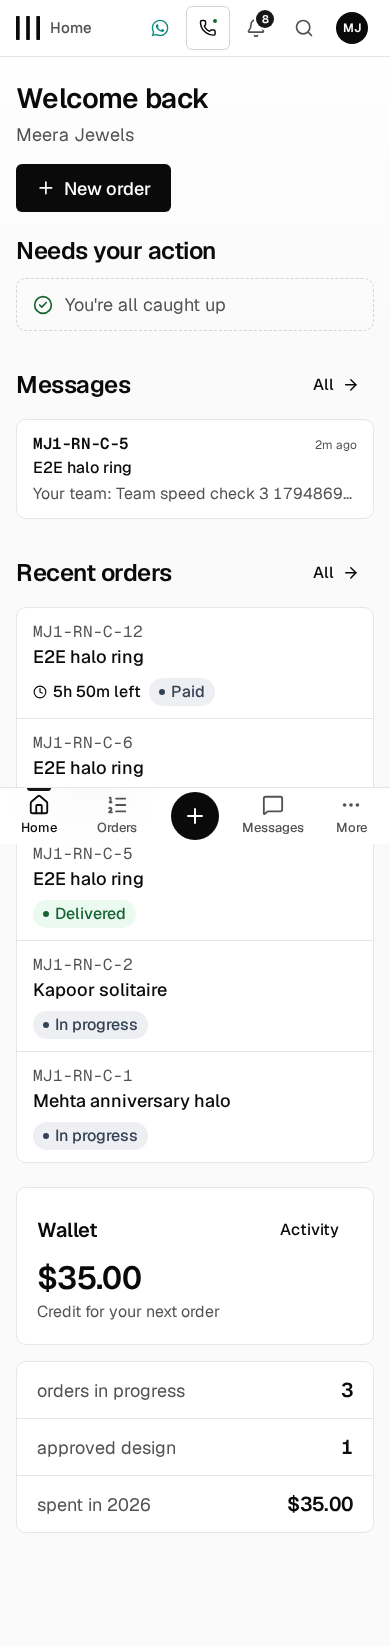 Home
8
MJ
Welcome back
Meera Jewels
New order
Needs your action
You're all caught up
Messages
All
MJ1-RN-C-5
2m ago
E2E halo ring
Your team: Team speed check 3 1794869…
Recent orders
All
MJ1-RN-C-12
E2E halo ring
5h 50m left
Paid
MJ1-RN-C-6
E2E halo ring
Home
Orders
Messages
More
MJ1-RN-C-5
E2E halo ring
Delivered
MJ1-RN-C-2
Kapoor solitaire
In progress
MJ1-RN-C-1
Mehta anniversary halo
In progress
Wallet
Activity
$35.00
Credit for your next order
orders in progress
3
approved design
1
spent in 2026
$35.00